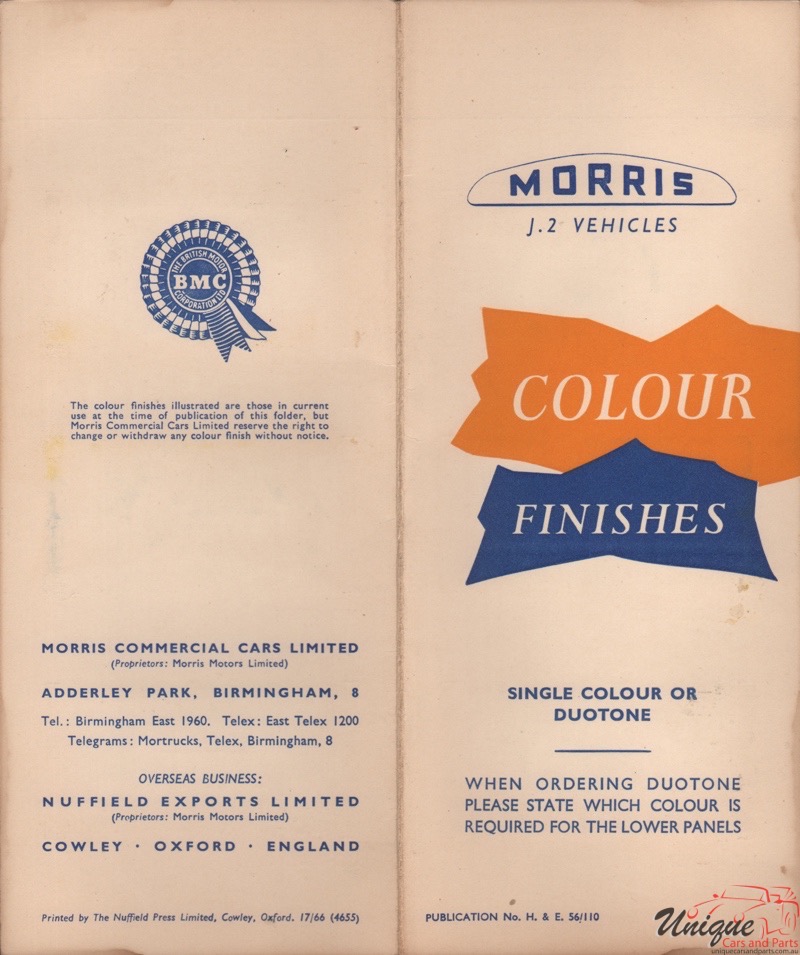 THE BRITISH MOTOR
BMC
CORPORATION LTD
The colour finishes illustrated are those in current
use at the time of publication of this folder, but
Morris Commercial Cars Limited reserve the right to
change or withdraw any colour finish without notice.
MORRIS COMMERCIAL CARS LIMITED
(Proprietors: Morris Motors Limited)
ADDERLEY PARK, BIRMINGHAM, 8
Tel.: Birmingham East 1960. Telex: East Telex 1200
Telegrams: Mortrucks, Telex, Birmingham, 8
OVERSEAS BUSINESS:
NUFFIELD EXPORTS LIMITED
(Proprietors: Morris Motors Limited)
COWLEY · OXFORD · ENGLAND
Printed by The Nuffield Press Limited, Cowley, Oxford. 17/66 (4655)
MORRIS
J.2 VEHICLES
COLOUR
FINISHES
SINGLE COLOUR OR
DUOTONE
WHEN ORDERING DUOTONE
PLEASE STATE WHICH COLOUR IS
REQUIRED FOR THE LOWER PANELS
PUBLICATION No. H. & E. 56/110
Unique
Cars and Parts
uniquecarsandparts.com.au